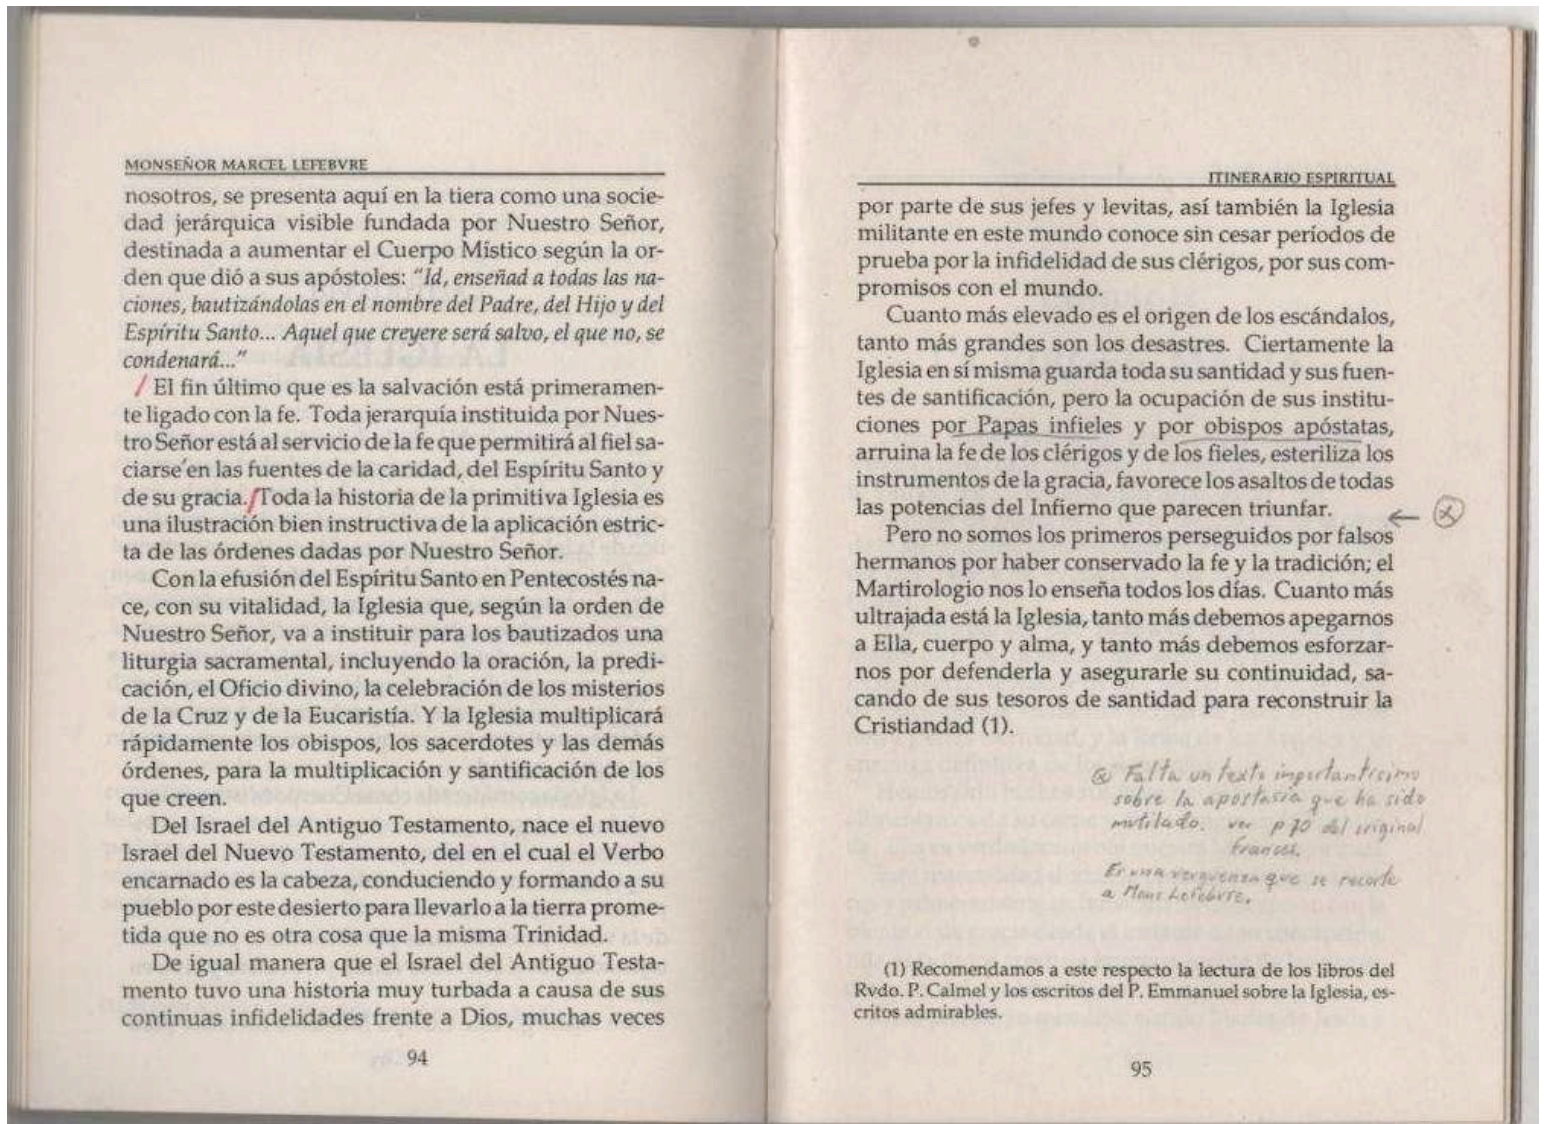 MONSEÑOR MARCEL LEFEBVRE
nosotros, se presenta aquí en la tiera como una socie-
dad jerárquica visible fundada por Nuestro Señor,
destinada a aumentar el Cuerpo Místico según la or-
den que dió a sus apóstoles: "Id, enseñad a todas las na-
ciones, bautizándolas en el nombre del Padre, del Hijo y del
Espíritu Santo... Aquel que creyere será salvo, el que no, se
condenará..."
/ El fin último que es la salvación está primeramen-
te ligado con la fe. Toda jerarquía instituida por Nues-
tro Señor está al servicio de la fe que permitirá al fiel sa-
ciarse en las fuentes de la caridad, del Espíritu Santo y
de su gracia./Toda la historia de la primitiva Iglesia es
una ilustración bien instructiva de la aplicación estric-
ta de las órdenes dadas por Nuestro Señor.
Con la efusión del Espíritu Santo en Pentecostés na-
ce, con su vitalidad, la Iglesia que, según la orden de
Nuestro Señor, va a instituir para los bautizados una
liturgia sacramental, incluyendo la oración, la predi-
cación, el Oficio divino, la celebración de los misterios
de la Cruz y de la Eucaristía. Y la Iglesia multiplicará
rápidamente los obispos, los sacerdotes y las demás
órdenes, para la multiplicación y santificación de los
que creen.
Del Israel del Antiguo Testamento, nace el nuevo
Israel del Nuevo Testamento, del en el cual el Verbo
encarnado es la cabeza, conduciendo y formando a su
pueblo por este desierto para llevarlo a la tierra prome-
tida que no es otra cosa que la misma Trinidad.
De igual manera que el Israel del Antiguo Testa-
mento tuvo una historia muy turbada a causa de sus
continuas infidelidades frente a Dios, muchas veces
94
ITINERARIO ESPIRITUAL
por parte de sus jefes y levitas, así también la Iglesia
militante en este mundo conoce sin cesar períodos de
prueba por la infidelidad de sus clérigos, por sus com-
promisos con el mundo.
Cuanto más elevado es el origen de los escándalos,
tanto más grandes son los desastres. Ciertamente la
Iglesia en sí misma guarda toda su santidad y sus fuen-
tes de santificación, pero la ocupación de sus institu-
ciones por Papas infieles y por obispos apóstatas,
arruina la fe de los clérigos y de los fieles, esteriliza los
instrumentos de la gracia, favorece los asaltos de todas
las potencias del Infierno que parecen triunfar.
← ⓧ
Pero no somos los primeros perseguidos por falsos
hermanos por haber conservado la fe y la tradición; el
Martirologio nos lo enseña todos los días. Cuanto más
ultrajada está la Iglesia, tanto más debemos apegarnos
a Ella, cuerpo y alma, y tanto más debemos esforzar-
nos por defenderla y asegurarle su continuidad, sa-
cando de sus tesoros de santidad para reconstruir la
Cristiandad (1).
ⓧ Falta un texto importantísimo
sobre la apostasía que ha sido
mutilado. ver p 70 del original
francés.
Es una verguenza que se recorte
a Mons Lefebvre.
(1) Recomendamos a este respecto la lectura de los libros del
Rvdo. P. Calmel y los escritos del P. Emmanuel sobre la Iglesia, es-
critos admirables.
95